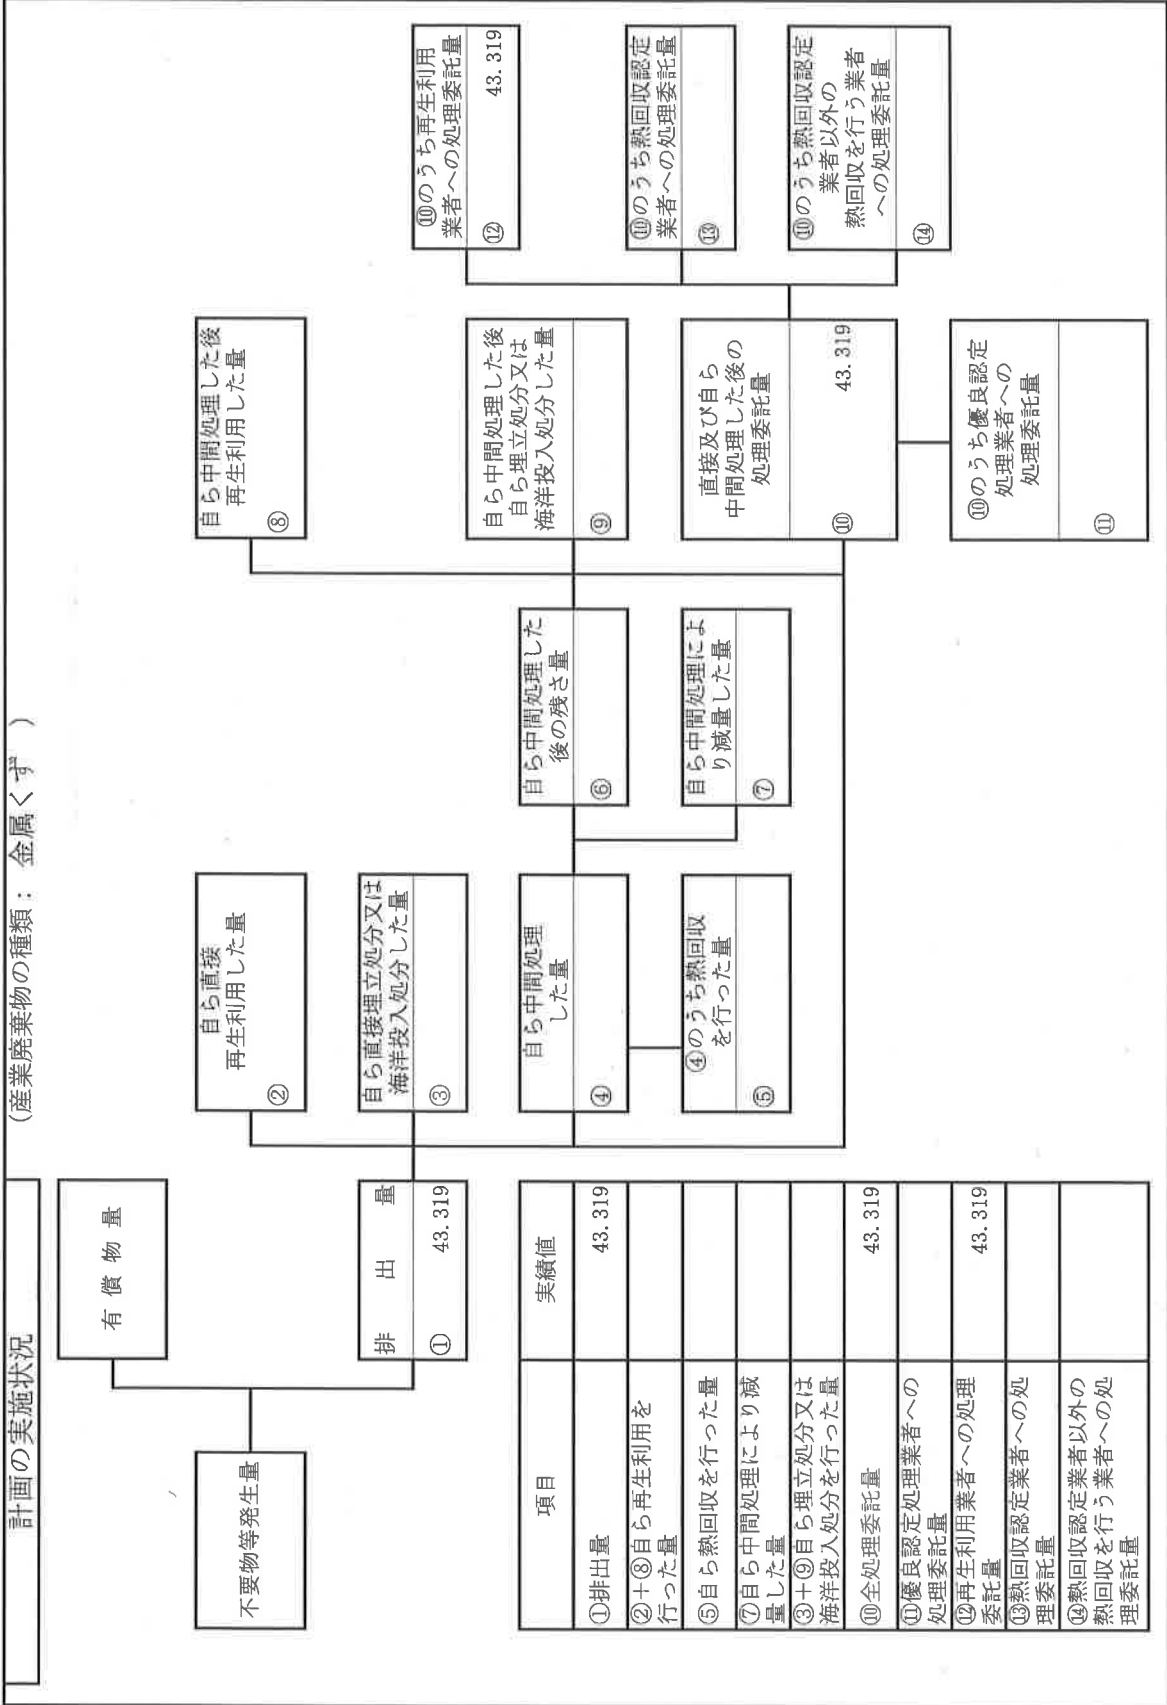 計画の実施状況
(産業廃棄物の種類： 金属くず )
不要物等発生量
有償物量
排出量
① 43.319
自ら直接
再生利用した量
②
自ら直接埋立処分又は
海洋投入処分した量
③
自ら中間処理
した量
④
④のうち熱回収
を行った量
⑤
自ら中間処理した
後の残さ量
⑥
自ら中間処理によ
り減量した量
⑦
自ら中間処理した後
再生利用した量
⑧
自ら中間処理した後
自ら埋立処分又は
海洋投入処分した量
⑨
直接及び自ら
中間処理した後の
処理委託量
⑩ 43.319
⑩のうち優良認定
処理業者への
処理委託量
⑪
⑩のうち再生利用
業者への処理委託量
⑫ 43.319
⑩のうち熱回収認定
業者への処理委託量
⑬
⑩のうち熱回収認定
業者以外の
熱回収を行う業者
への処理委託量
⑭
項目 実績値
①排出量 43.319
②＋⑧自ら再生利用を
行った量
⑤自ら熱回収を行った量
⑦自ら中間処理により減
量した量
③＋⑨自ら埋立処分又は
海洋投入処分を行った量
⑩全処理委託量 43.319
⑪優良認定処理業者への
処理委託量
⑫再生利用業者への処理
委託量 43.319
⑬熱回収認定業者への処
理委託量
⑭熱回収認定業者以外の
熱回収を行う業者への処
理委託量